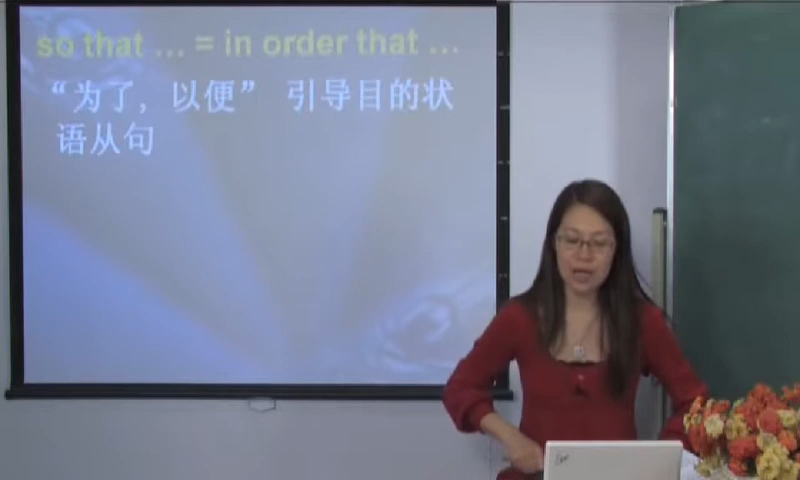 so that ... = in order that ...
“为了，以便” 引导目的状
语从句